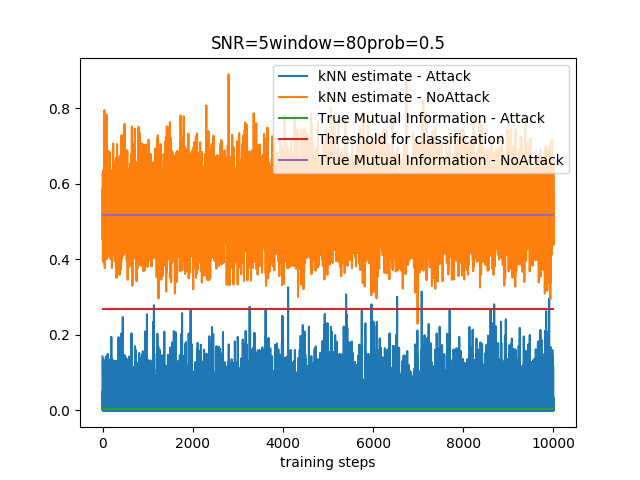 SNR=5window=80prob=0.5
kNN estimate - Attack
kNN estimate - NoAttack
True Mutual Information - Attack
Threshold for classification
True Mutual Information - NoAttack
0.8
0.6
0.4
0.2
0.0
0 2000 4000 6000 8000 10000
training steps